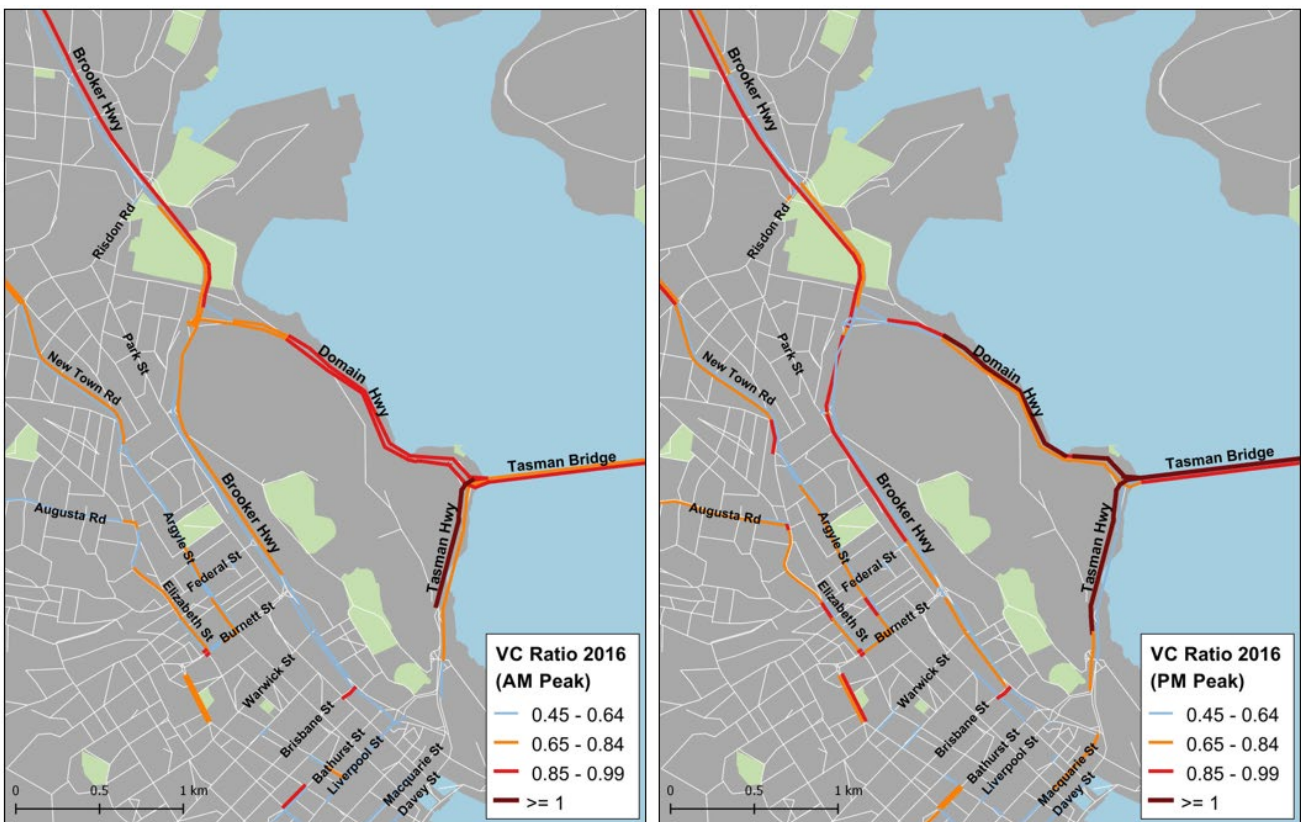 Brooker Hwy
Risdon Rd
Park St
New Town Rd
Domain Hwy
Tasman Bridge
Augusta Rd
Argyle St
Brooker Hwy
Tasman Hwy
Federal St
Elizabeth St
Burnett St
Warwick St
Brisbane St
Bathurst St
Liverpool St
Macquarie St
Davey St
0 0.5 1 km
VC Ratio 2016
(AM Peak)
0.45 - 0.64
0.65 - 0.84
0.85 - 0.99
>= 1
Brooker Hwy
Risdon Rd
Park St
New Town Rd
Domain Hwy
Tasman Bridge
Augusta Rd
Argyle St
Brooker Hwy
Tasman Hwy
Federal St
Elizabeth St
Burnett St
Warwick St
Brisbane St
Bathurst St
Liverpool St
Macquarie St
Davey St
0 0.5 1 km
VC Ratio 2016
(PM Peak)
0.45 - 0.64
0.65 - 0.84
0.85 - 0.99
>= 1